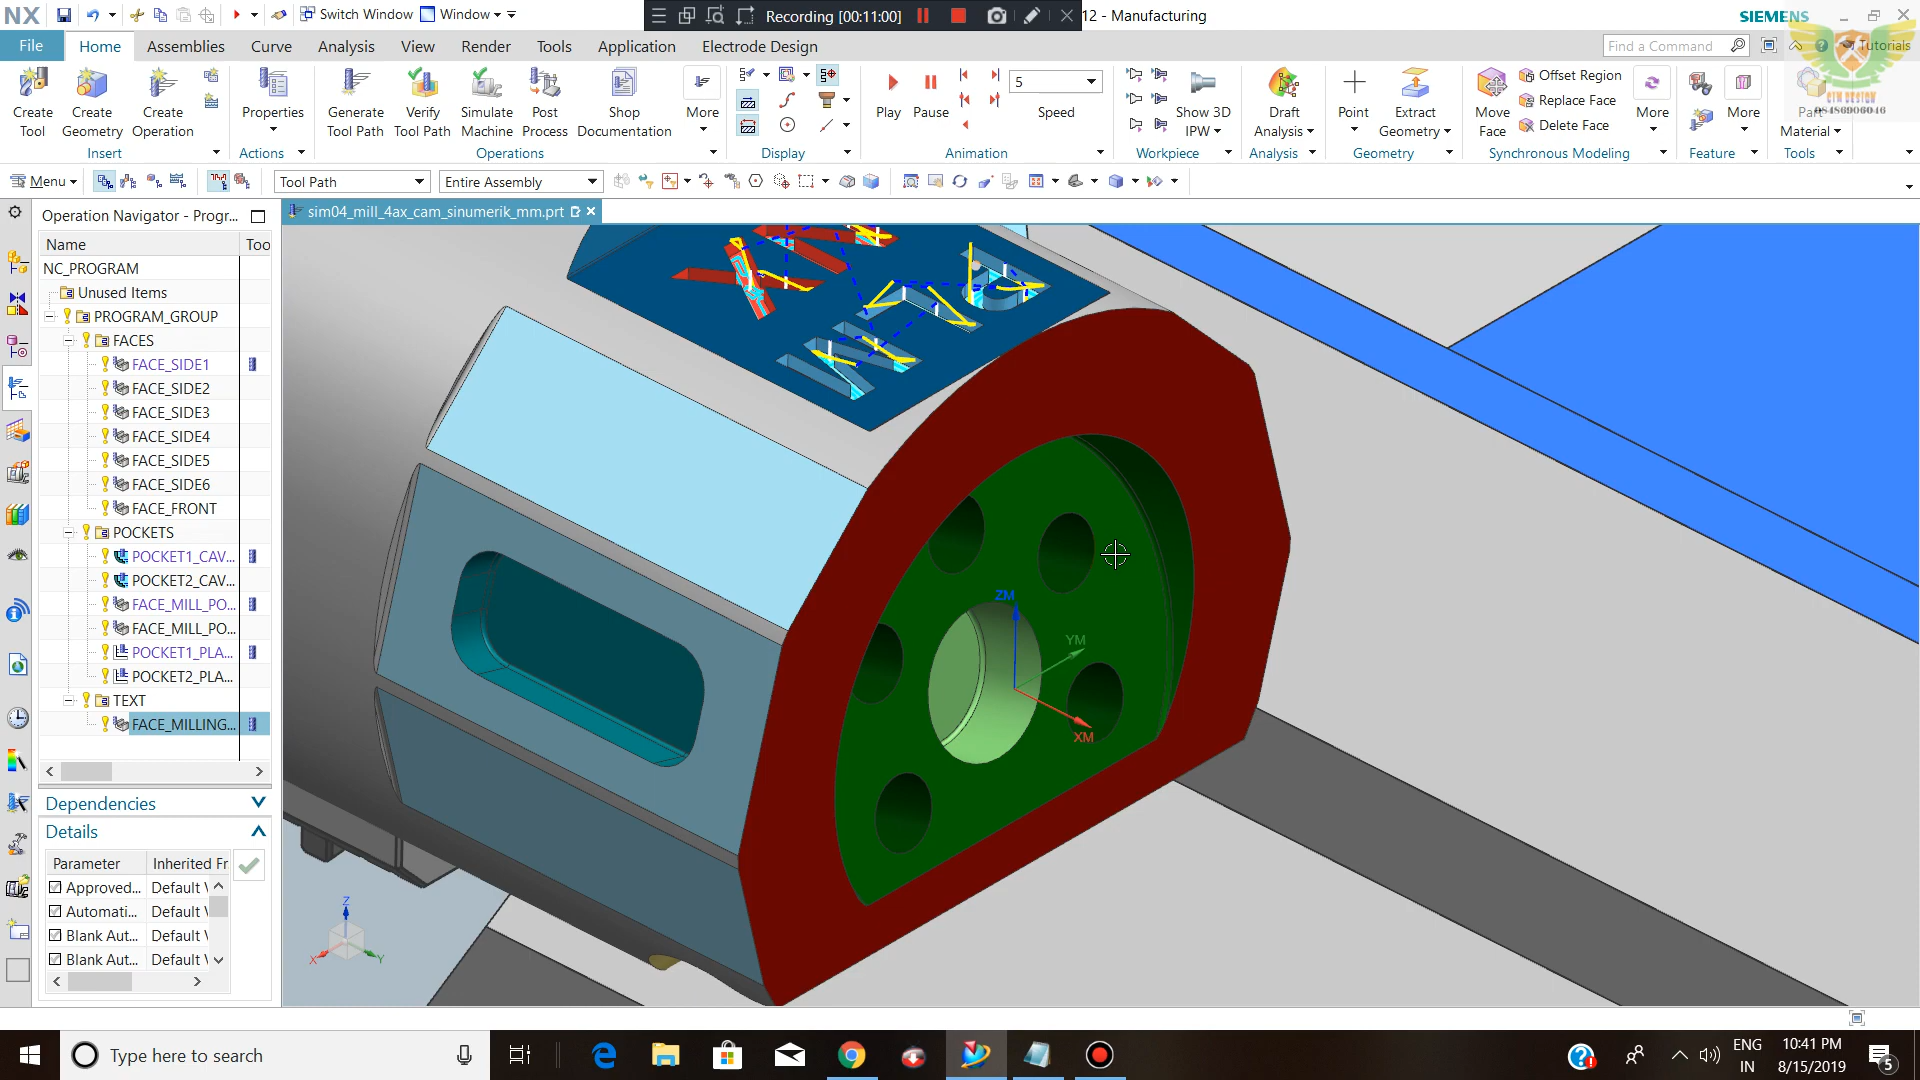 NX
Switch Window
Window
Recording [00:11:00]
12 - Manufacturing
SIEMENS
File
Home
Assemblies
Curve
Analysis
View
Render
Tools
Application
Electrode Design
Find a Command
Tutorials
Create Tool
Create Geometry
Create Operation
Properties
Generate Tool Path
Verify Tool Path
Simulate Machine
Post Process
Shop Documentation
More
Play
Pause
5
Speed
Show 3D IPW
Draft Analysis
Point
Extract Geometry
Move Face
Offset Region
Replace Face
Delete Face
More
More
Part Material
CTM DESIGN
08486906046
Insert
Actions
Operations
Display
Animation
Workpiece
Analysis
Geometry
Synchronous Modeling
Feature
Tools
Menu
Tool Path
Entire Assembly
Operation Navigator - Progr...
sim04_mill_4ax_cam_sinumerik_mm.prt
Name
Too
NC_PROGRAM
Unused Items
PROGRAM_GROUP
FACES
FACE_SIDE1
FACE_SIDE2
FACE_SIDE3
FACE_SIDE4
FACE_SIDE5
FACE_SIDE6
FACE_FRONT
POCKETS
POCKET1_CAV...
POCKET2_CAV...
FACE_MILL_PO...
FACE_MILL_PO...
POCKET1_PLA...
POCKET2_PLA...
TEXT
FACE_MILLING...
Dependencies
Details
Parameter
Inherited Fr
Approved...
Default V
Automati...
Default V
Blank Aut...
Default V
Blank Aut...
Default V
ZM
YM
XM
Z
X
Y
Type here to search
ENG
IN
10:41 PM
8/15/2019
5